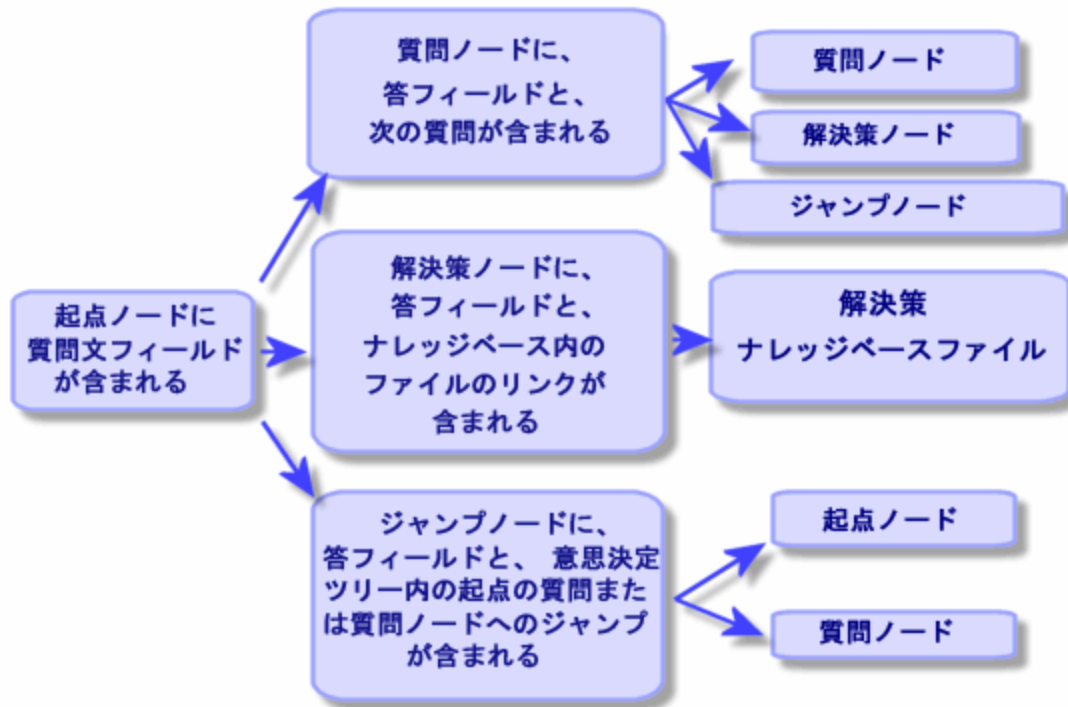 起点ノードに
質問文フィールド
が含まれる
質問ノードに、
答フィールドと、
次の質問が含まれる
質問ノード
解決策ノード
ジャンプノード
解決策ノードに、
答フィールドと、
ナレッジベース内の
ファイルのリンクが
含まれる
解決策
ナレッジベースファイル
ジャンプノードに、
答フィールドと、 意思決定
ツリー内の起点の質問また
は質問ノードへのジャンプ
が含まれる
起点ノード
質問ノード